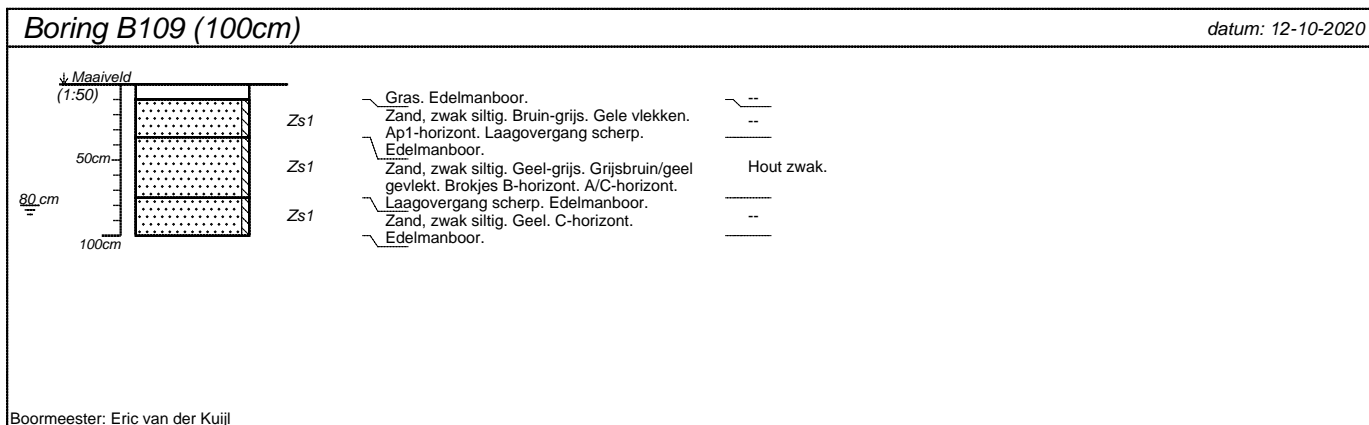 Boring B109 (100cm)
datum: 12-10-2020
Maaiveld
(1:50)
50cm
80 cm
100cm
Zs1
Zs1
Zs1
Gras. Edelmanboor.
Zand, zwak siltig. Bruin-grijs. Gele vlekken.
Ap1-horizont. Laagovergang scherp.
Edelmanboor.
Zand, zwak siltig. Geel-grijs. Grijsbruin/geel
gevlekt. Brokjes B-horizont. A/C-horizont.
Laagovergang scherp. Edelmanboor.
Zand, zwak siltig. Geel. C-horizont.
Edelmanboor.
--
--
Hout zwak.
--
Boormeester: Eric van der Kuijl